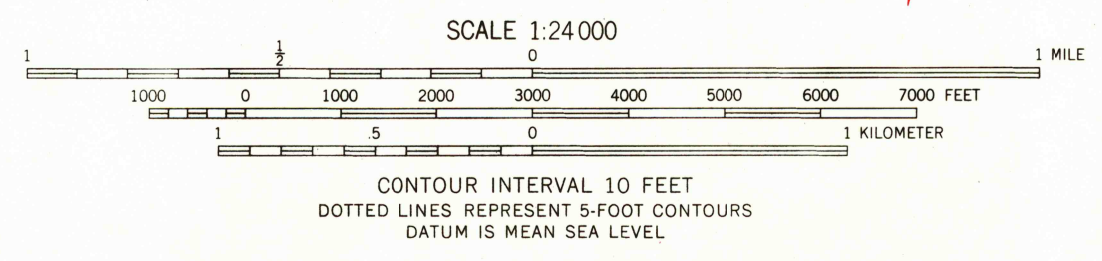 SCALE 1:24 000
1 1/2 0 1 MILE
1000 0 1000 2000 3000 4000 5000 6000 7000 FEET
1 .5 0 1 KILOMETER
CONTOUR INTERVAL 10 FEET
DOTTED LINES REPRESENT 5-FOOT CONTOURS
DATUM IS MEAN SEA LEVEL